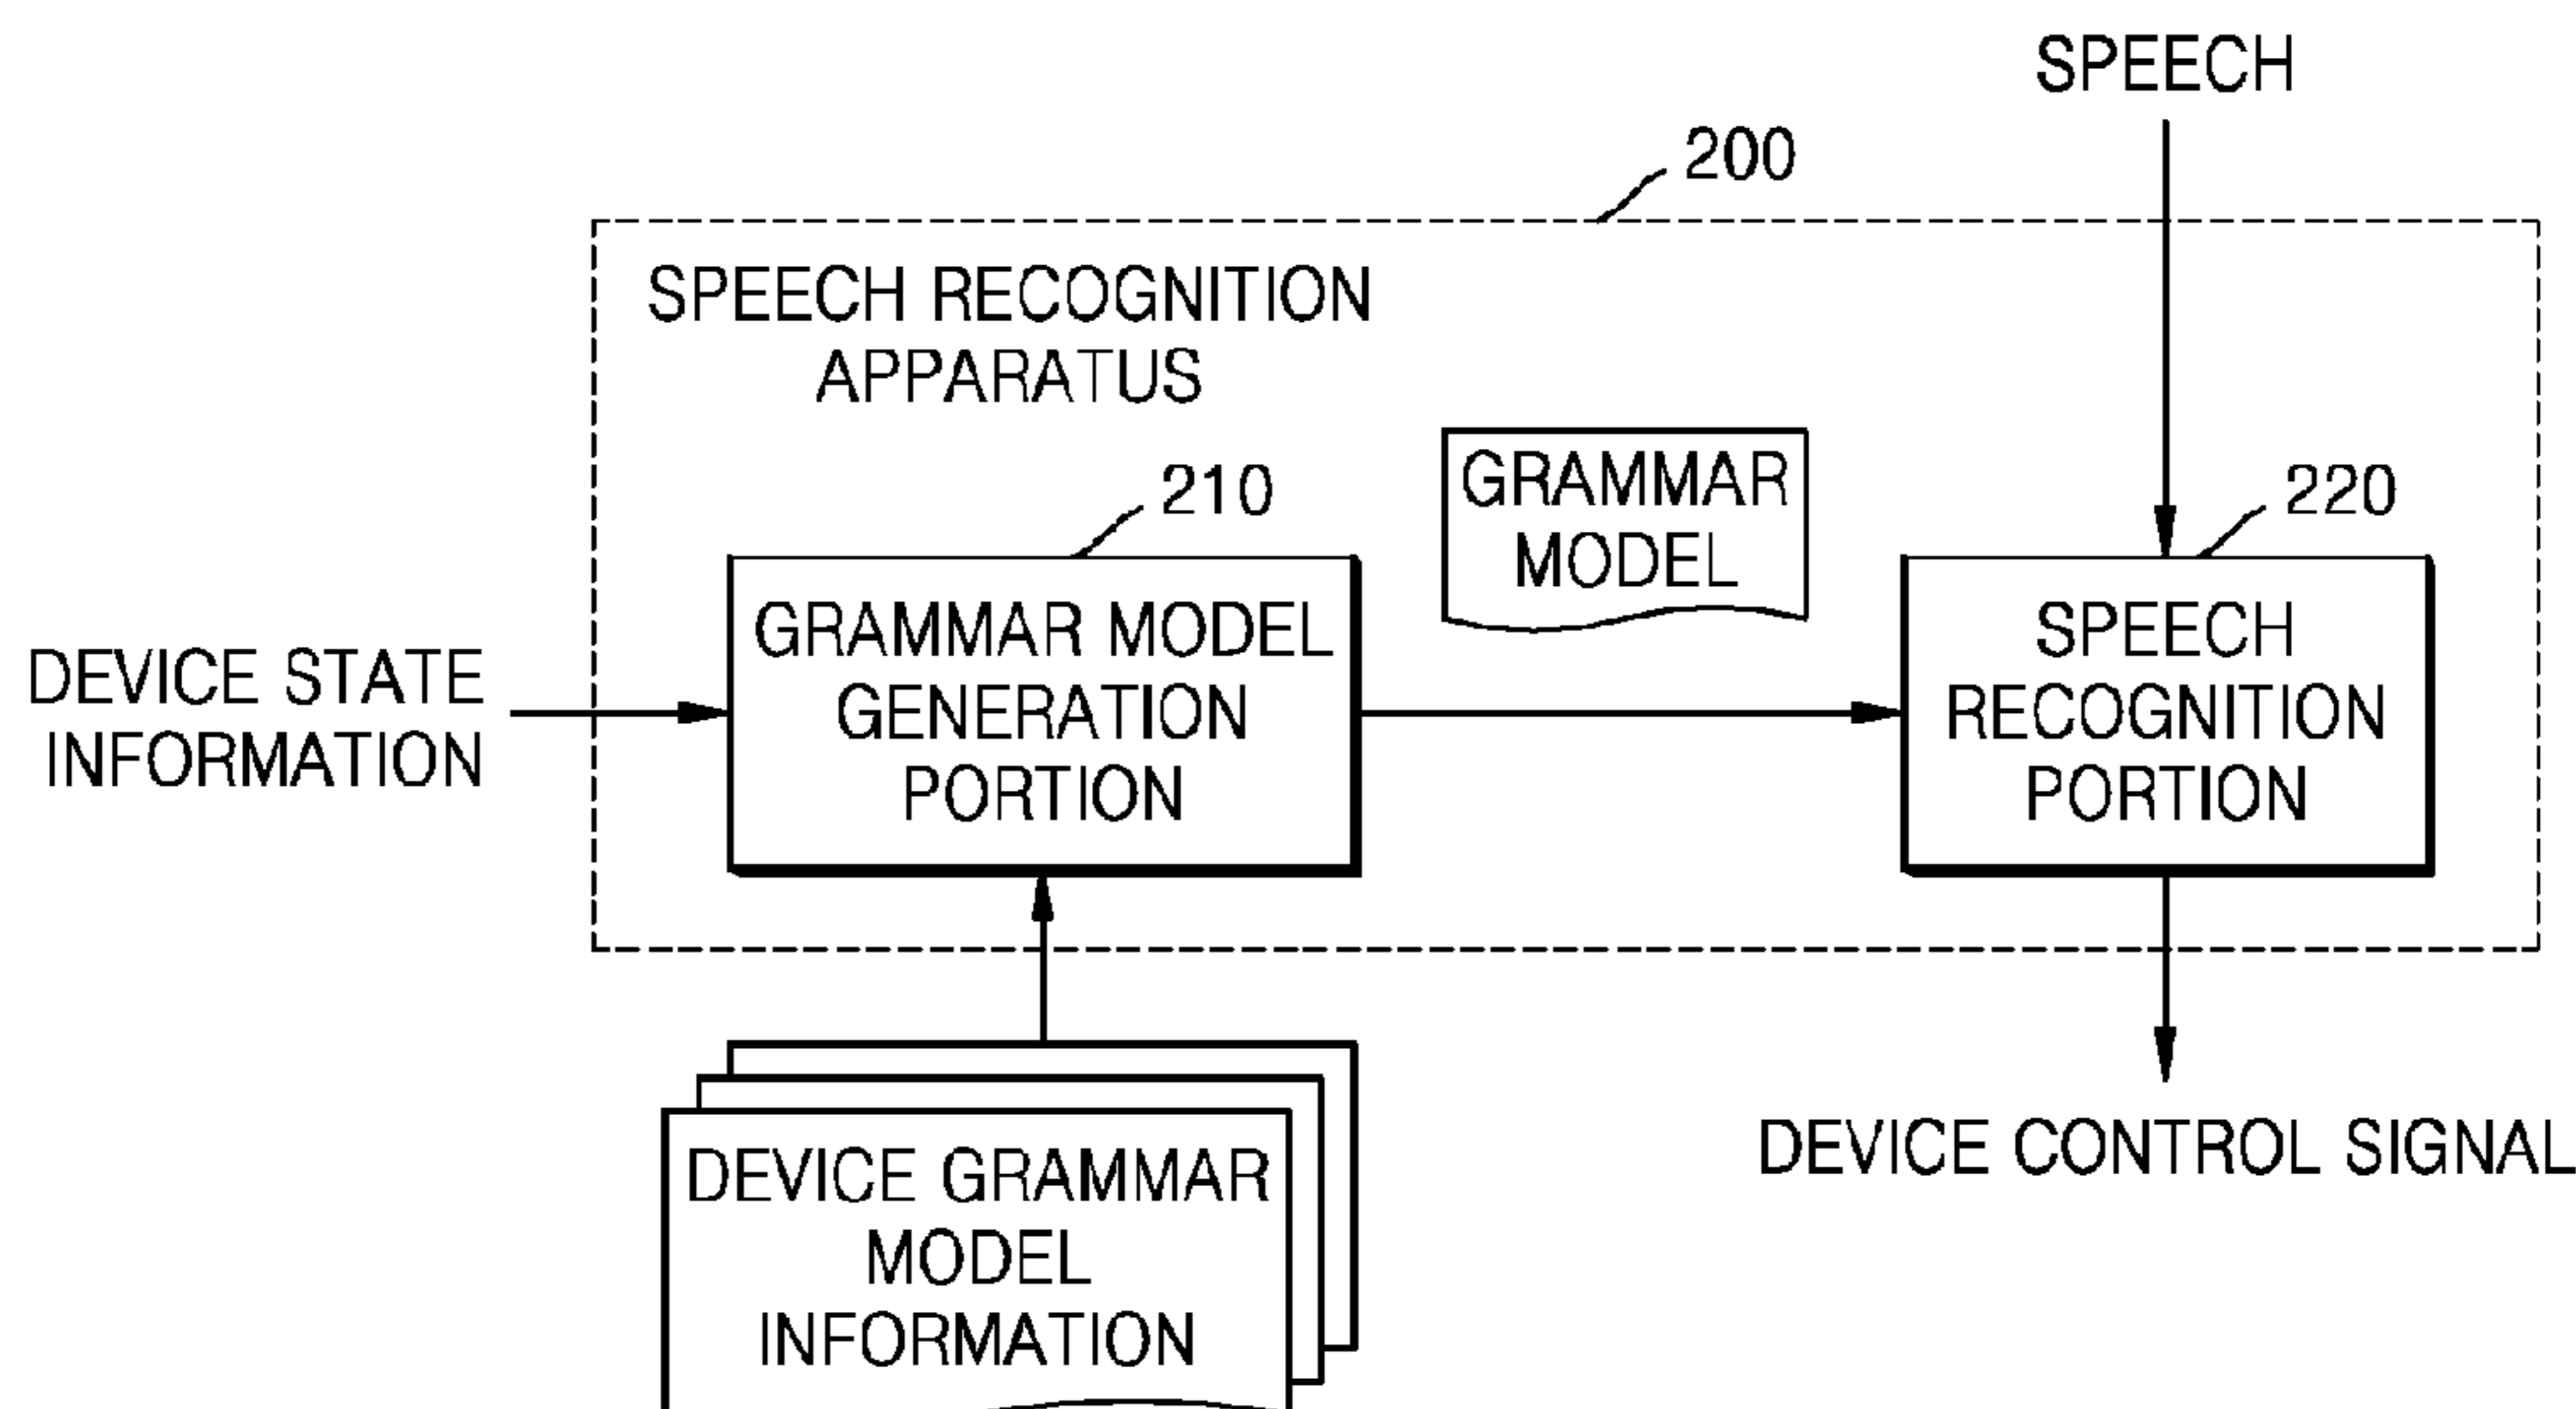 SPEECH
200
SPEECH RECOGNITION
APPARATUS
GRAMMAR
MODEL
210
220
GRAMMAR MODEL
GENERATION
PORTION
SPEECH
RECOGNITION
PORTION
DEVICE STATE
INFORMATION
DEVICE CONTROL SIGNAL
DEVICE GRAMMAR
MODEL
INFORMATION